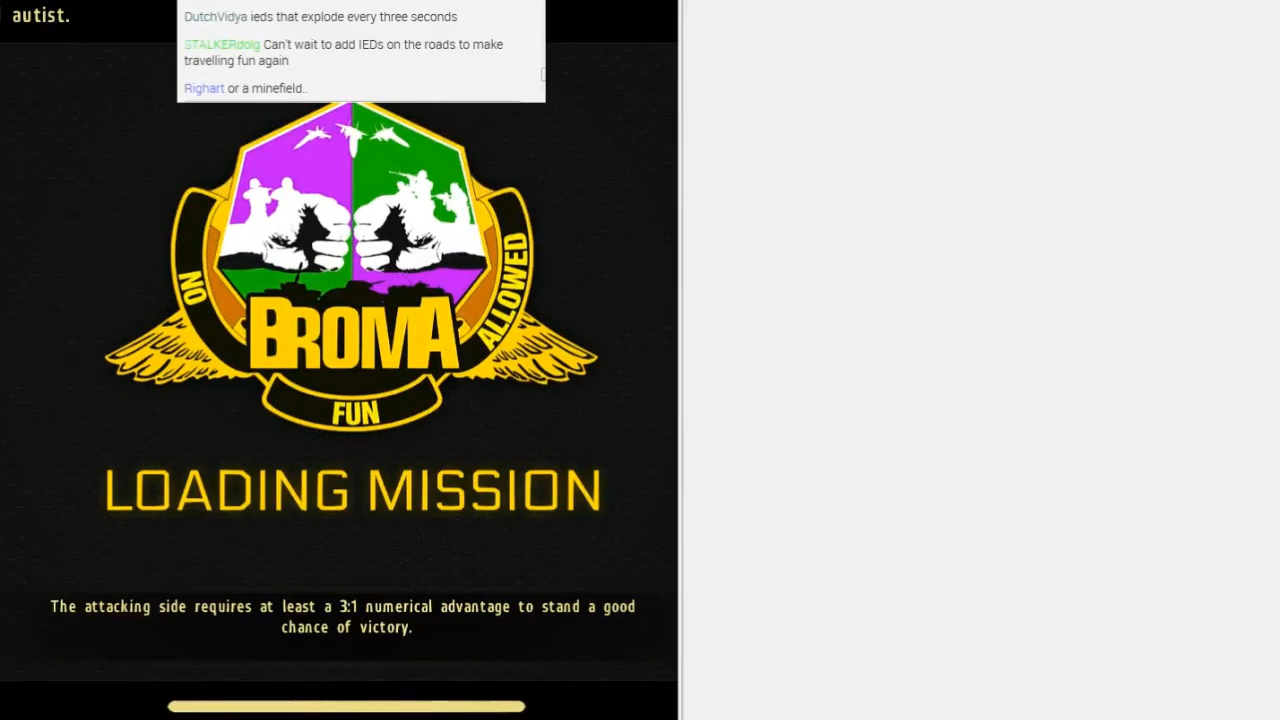 autist.
DutchVidya ieds that explode every three seconds
STALKERdolg Can't wait to add IEDs on the roads to make
travelling fun again
Righart or a minefield..
NO
BROMA
ALLOWED
FUN
LOADING MISSION
The attacking side requires at least a 3:1 numerical advantage to stand a good
chance of victory.